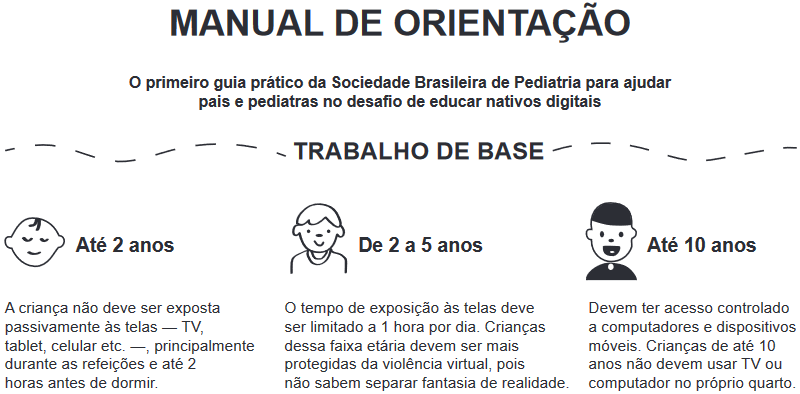 MANUAL DE ORIENTAÇÃO
O primeiro guia prático da Sociedade Brasileira de Pediatria para ajudar
pais e pediatras no desafio de educar nativos digitais
TRABALHO DE BASE
Até 2 anos
A criança não deve ser exposta
passivamente às telas — TV,
tablet, celular etc. —, principalmente
durante as refeições e até 2
horas antes de dormir.
De 2 a 5 anos
O tempo de exposição às telas deve
ser limitado a 1 hora por dia. Crianças
dessa faixa etária devem ser mais
protegidas da violência virtual, pois
não sabem separar fantasia de realidade.
Até 10 anos
Devem ter acesso controlado
a computadores e dispositivos
móveis. Crianças de até 10
anos não devem usar TV ou
computador no próprio quarto.